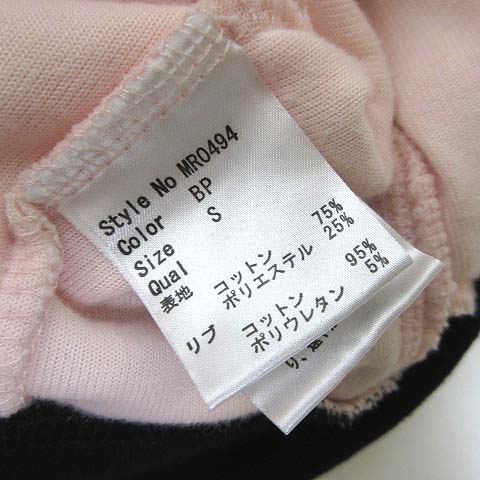 Style No MR0494
Color BP
Size S
Qual
表地 コットン 75%
ポリエステル 25%
リブ コットン 95%
ポリウレタン 5%